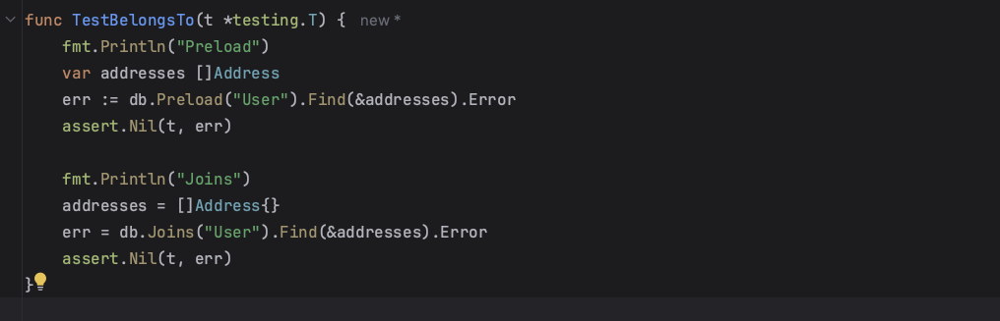 func TestBelongsTo(t *testing.T) { new *
    fmt.Println("Preload")
    var addresses []Address
    err := db.Preload("User").Find(&addresses).Error
    assert.Nil(t, err)

    fmt.Println("Joins")
    addresses = []Address{}
    err = db.Joins("User").Find(&addresses).Error
    assert.Nil(t, err)
}